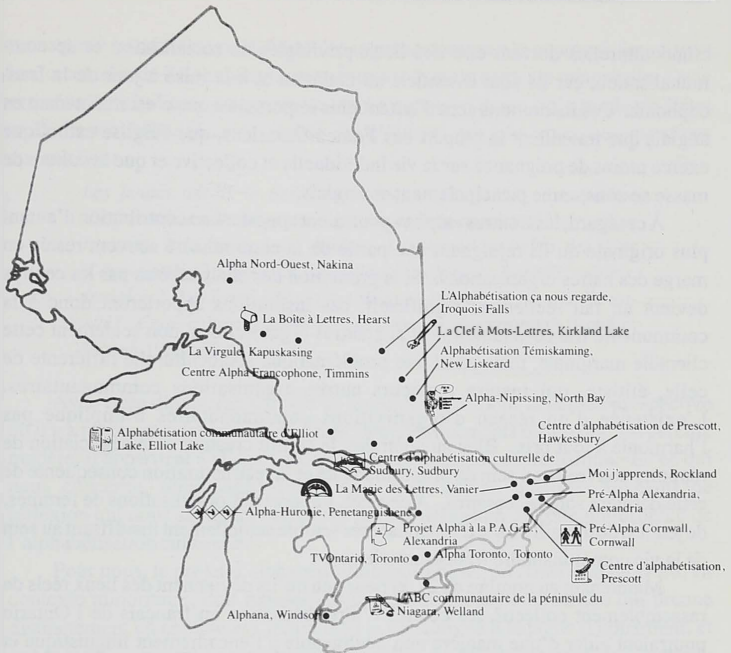 Alpha Nord-Ouest, Nakina
La Boîte à Lettres, Hearst
L'Alphabétisation ça nous regarde,
Iroquois Falls
La Clef à Mots-Lettres, Kirkland Lake
La Virgule, Kapuskasing
Alphabétisation Témiskaming,
New Liskeard
Centre Alpha Francophone, Timmins
Alpha-Nipissing, North Bay
Centre d'alphabétisation de Prescott,
Hawkesbury
Alphabétisation communautaire d'Elliot
Lake, Elliot Lake
Centre d'alphabétisation culturelle de
Sudbury, Sudbury
Moi j'apprends, Rockland
La Magie des Lettres, Vanier
Pré-Alpha Alexandria,
Alexandria
Alpha-Huronie, Penetanguishene
Projet Alpha à la P.A.G.E.,
Alexandria
Pré-Alpha Cornwall,
Cornwall
TVOntario, Toronto
Alpha Toronto, Toronto
Centre d'alphabétisation,
Prescott
L'ABC communautaire de la péninsule du
Niagara, Welland
Alphana, Windsor